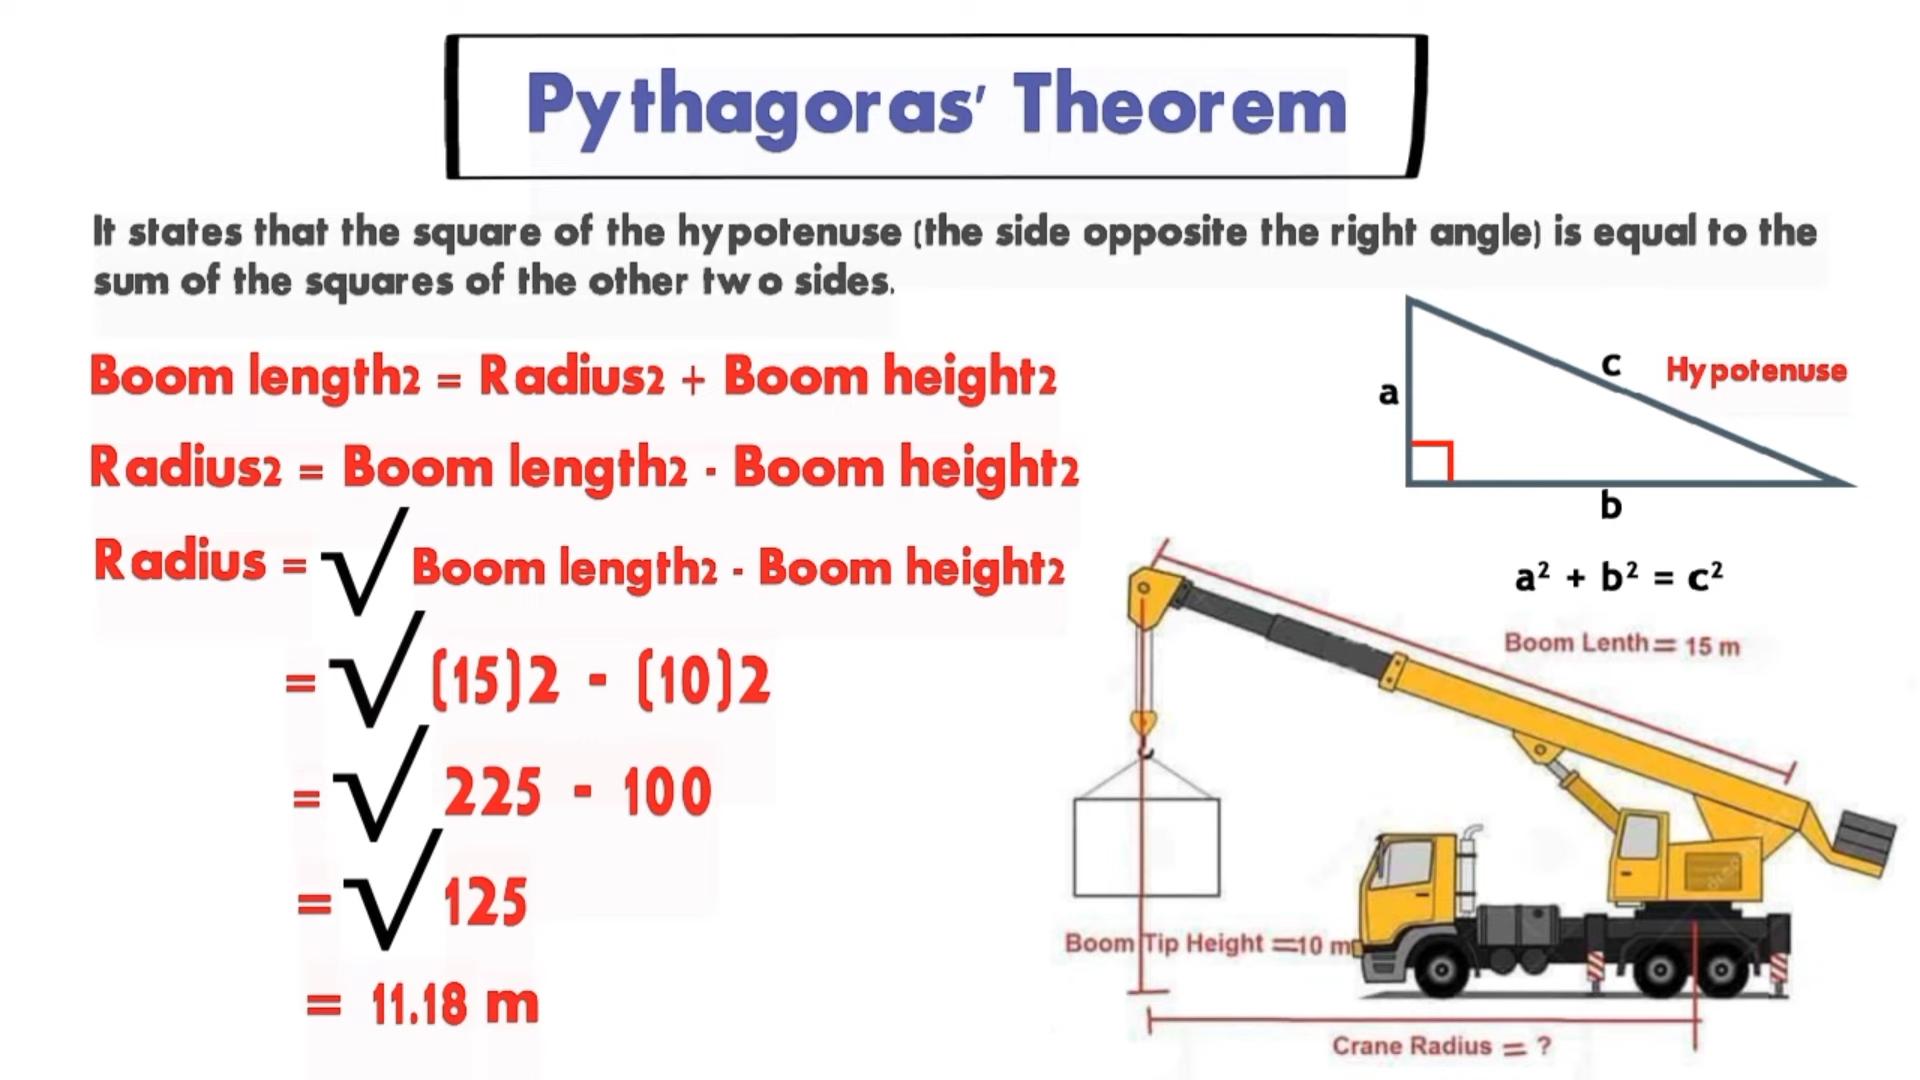 Pythagoras' Theorem
It states that the square of the hypotenuse (the side opposite the right angle) is equal to the
sum of the squares of the other two sides.
Boom length2 = Radius2 + Boom height2
Radius2 = Boom length2 - Boom height2
Radius = √ Boom length2 - Boom height2
= √ (15)2 - (10)2
= √ 225 - 100
= √ 125
= 11.18 m
a
c
Hypotenuse
b
a² + b² = c²
Boom Lenth = 15 m
Boom Tip Height =10 m
Crane Radius = ?